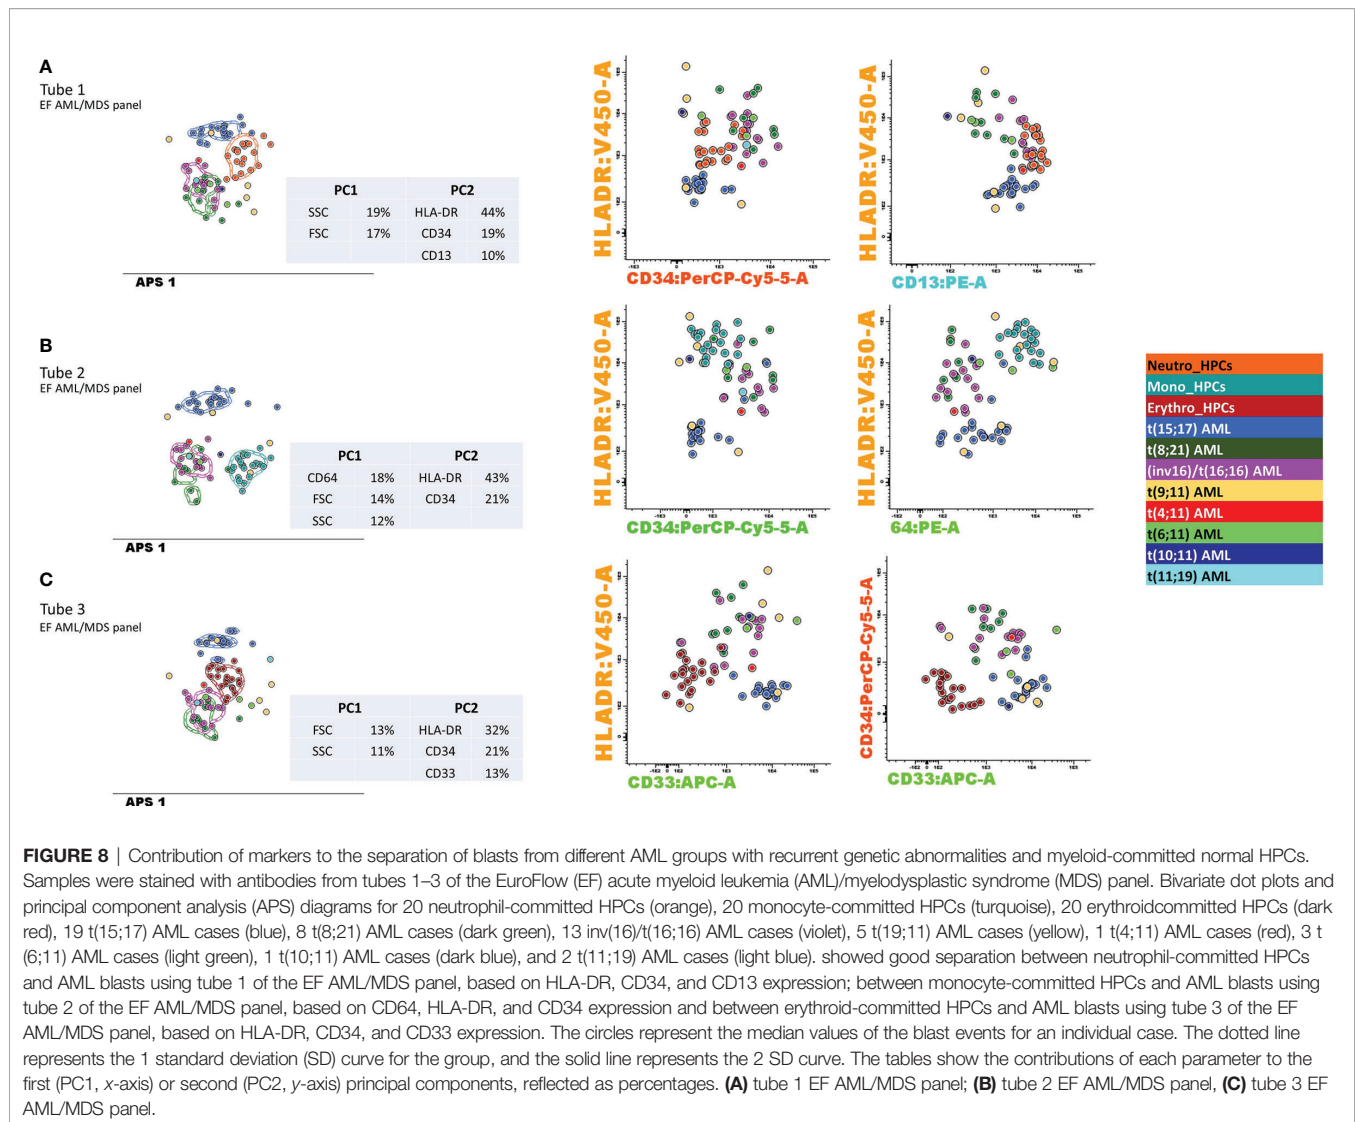 A
Tube 1
EF AML/MDS panel
PC1 PC2
SSC 19% HLA-DR 44%
FSC 17% CD34 19%
CD13 10%
APS 1
HLADR:V450-A
CD34:PerCP-Cy5-5-A
HLADR:V450-A
CD13:PE-A
B
Tube 2
EF AML/MDS panel
PC1 PC2
CD64 18% HLA-DR 43%
FSC 14% CD34 21%
SSC 12%
APS 1
HLADR:V450-A
CD34:PerCP-Cy5-5-A
HLADR:V450-A
64:PE-A
Neutro_HPCs
Mono_HPCs
Erythro_HPCs
t(15;17) AML
t(8;21) AML
(inv16)/t(16;16) AML
t(9;11) AML
t(4;11) AML
t(6;11) AML
t(10;11) AML
t(11;19) AML
C
Tube 3
EF AML/MDS panel
PC1 PC2
FSC 13% HLA-DR 32%
SSC 11% CD34 21%
CD33 13%
APS 1
HLADR:V450-A
CD33:APC-A
CD34:PerCP-Cy5-5-A
CD33:APC-A
FIGURE 8 | Contribution of markers to the separation of blasts from different AML groups with recurrent genetic abnormalities and myeloid-committed normal HPCs.
Samples were stained with antibodies from tubes 1–3 of the EuroFlow (EF) acute myeloid leukemia (AML)/myelodysplastic syndrome (MDS) panel. Bivariate dot plots and
principal component analysis (APS) diagrams for 20 neutrophil-committed HPCs (orange), 20 monocyte-committed HPCs (turquoise), 20 erythroidcommitted HPCs (dark
red), 19 t(15;17) AML cases (blue), 8 t(8;21) AML cases (dark green), 13 inv(16)/t(16;16) AML cases (violet), 5 t(19;11) AML cases (yellow), 1 t(4;11) AML cases (red), 3 t
(6;11) AML cases (light green), 1 t(10;11) AML cases (dark blue), and 2 t(11;19) AML cases (light blue). showed good separation between neutrophil-committed HPCs
and AML blasts using tube 1 of the EF AML/MDS panel, based on HLA-DR, CD34, and CD13 expression; between monocyte-committed HPCs and AML blasts using
tube 2 of the EF AML/MDS panel, based on CD64, HLA-DR, and CD34 expression and between erythroid-committed HPCs and AML blasts using tube 3 of the EF
AML/MDS panel, based on HLA-DR, CD34, and CD33 expression. The circles represent the median values of the blast events for an individual case. The dotted line
represents the 1 standard deviation (SD) curve for the group, and the solid line represents the 2 SD curve. The tables show the contributions of each parameter to the
first (PC1, x-axis) or second (PC2, y-axis) principal components, reflected as percentages. (A) tube 1 EF AML/MDS panel; (B) tube 2 EF AML/MDS panel, (C) tube 3 EF
AML/MDS panel.